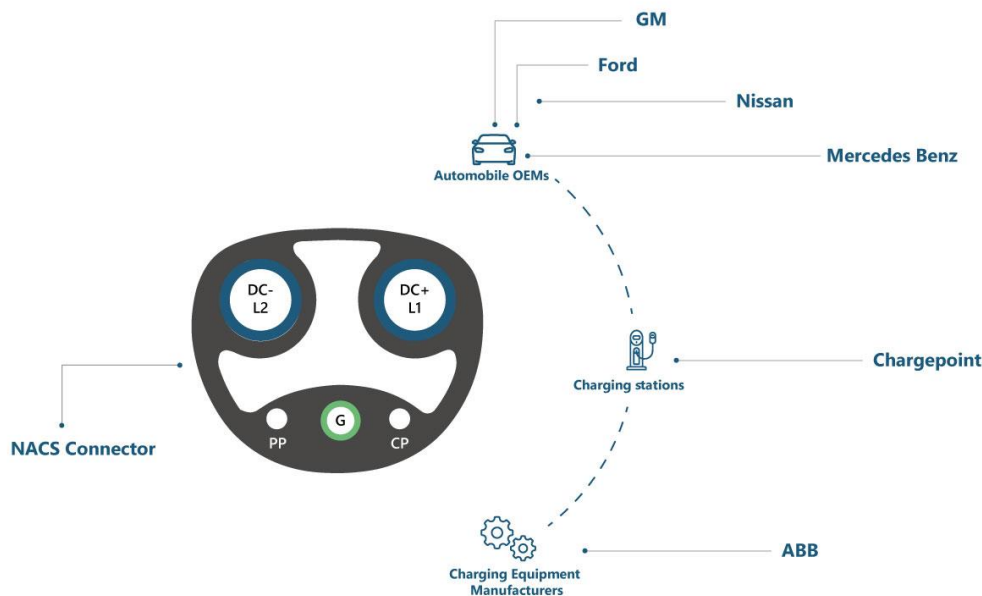 GM
Ford
Nissan
Mercedes Benz
Automobile OEMs
DC-
L2
DC+
L1
Chargepoint
Charging stations
G
PP
CP
NACS Connector
ABB
Charging Equipment
Manufacturers